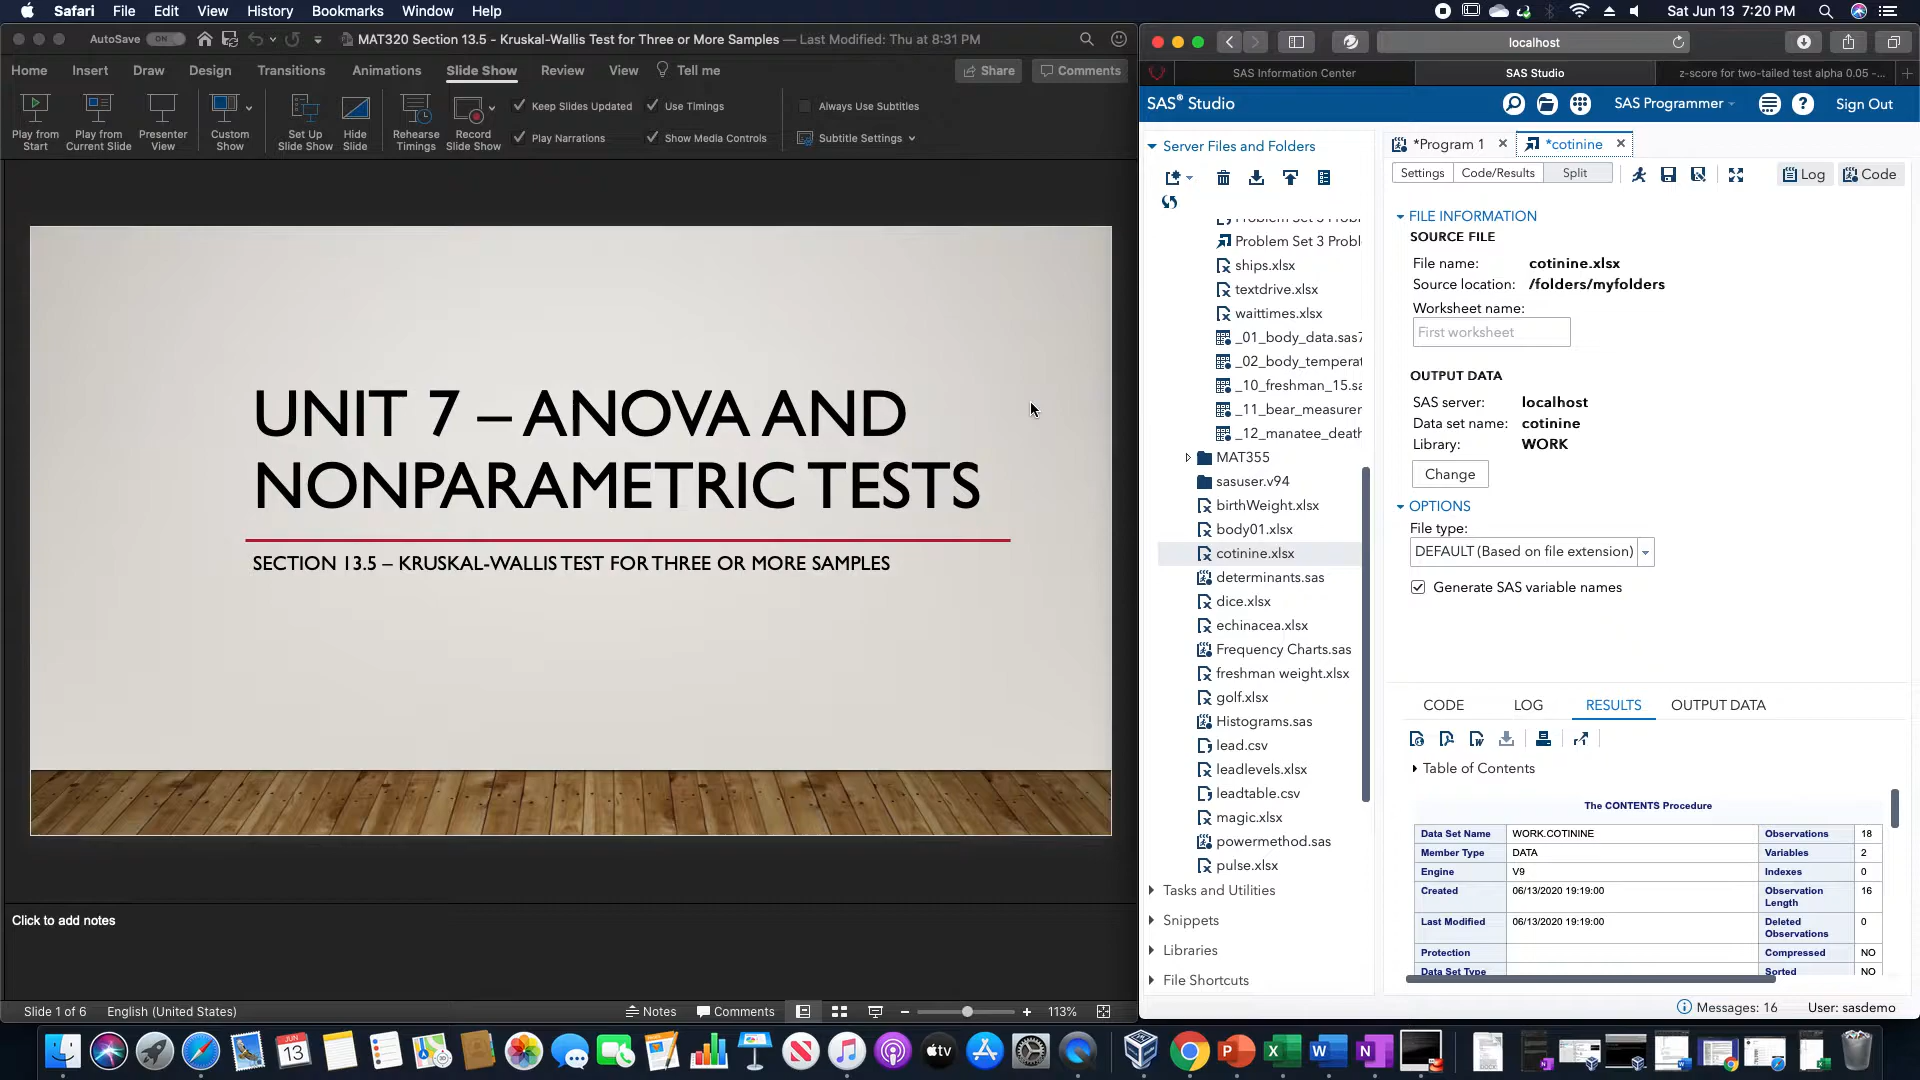 Safari File Edit View History Bookmarks Window Help
Sat Jun 13 7:20 PM
AutoSave ON
MAT320 Section 13.5 - Kruskal-Wallis Test for Three or More Samples — Last Modified: Thu at 8:31 PM
Home Insert Draw Design Transitions Animations Slide Show Review View Tell me Share Comments
Play from Start
Play from Current Slide
Presenter View
Custom Show
Set Up Slide Show
Hide Slide
Rehearse Timings
Record Slide Show
Keep Slides Updated
Use Timings
Always Use Subtitles
Play Narrations
Show Media Controls
Subtitle Settings
UNIT 7 – ANOVA AND
NONPARAMETRIC TESTS
SECTION 13.5 – KRUSKAL-WALLIS TEST FOR THREE OR MORE SAMPLES
Click to add notes
Slide 1 of 6 English (United States) Notes Comments 113%
localhost
SAS Information Center SAS Studio z-score for two-tailed test alpha 0.05 -...
SAS® Studio SAS Programmer Sign Out
Server Files and Folders
Problem Set 3 Probl
ships.xlsx
textdrive.xlsx
waittimes.xlsx
_01_body_data.sas7
_02_body_temperat
_10_freshman_15.sa
_11_bear_measurer
_12_manatee_death
MAT355
sasuser.v94
birthWeight.xlsx
body01.xlsx
cotinine.xlsx
determinants.sas
dice.xlsx
echinacea.xlsx
Frequency Charts.sas
freshman weight.xlsx
golf.xlsx
Histograms.sas
lead.csv
leadlevels.xlsx
leadtable.csv
magic.xlsx
powermethod.sas
pulse.xlsx
Tasks and Utilities
Snippets
Libraries
File Shortcuts
*Program 1 *cotinine
Settings Code/Results Split Log Code
FILE INFORMATION
SOURCE FILE
File name: cotinine.xlsx
Source location: /folders/myfolders
Worksheet name:
First worksheet
OUTPUT DATA
SAS server: localhost
Data set name: cotinine
Library: WORK
Change
OPTIONS
File type:
DEFAULT (Based on file extension)
Generate SAS variable names
CODE LOG RESULTS OUTPUT DATA
Table of Contents
The CONTENTS Procedure
Data Set Name WORK.COTININE Observations 18
Member Type DATA Variables 2
Engine V9 Indexes 0
Created 06/13/2020 19:19:00 Observation Length 16
Last Modified 06/13/2020 19:19:00 Deleted Observations 0
Protection Compressed NO
Data Set Type Sorted NO
Messages: 16 User: sasdemo
JUN
13
tv